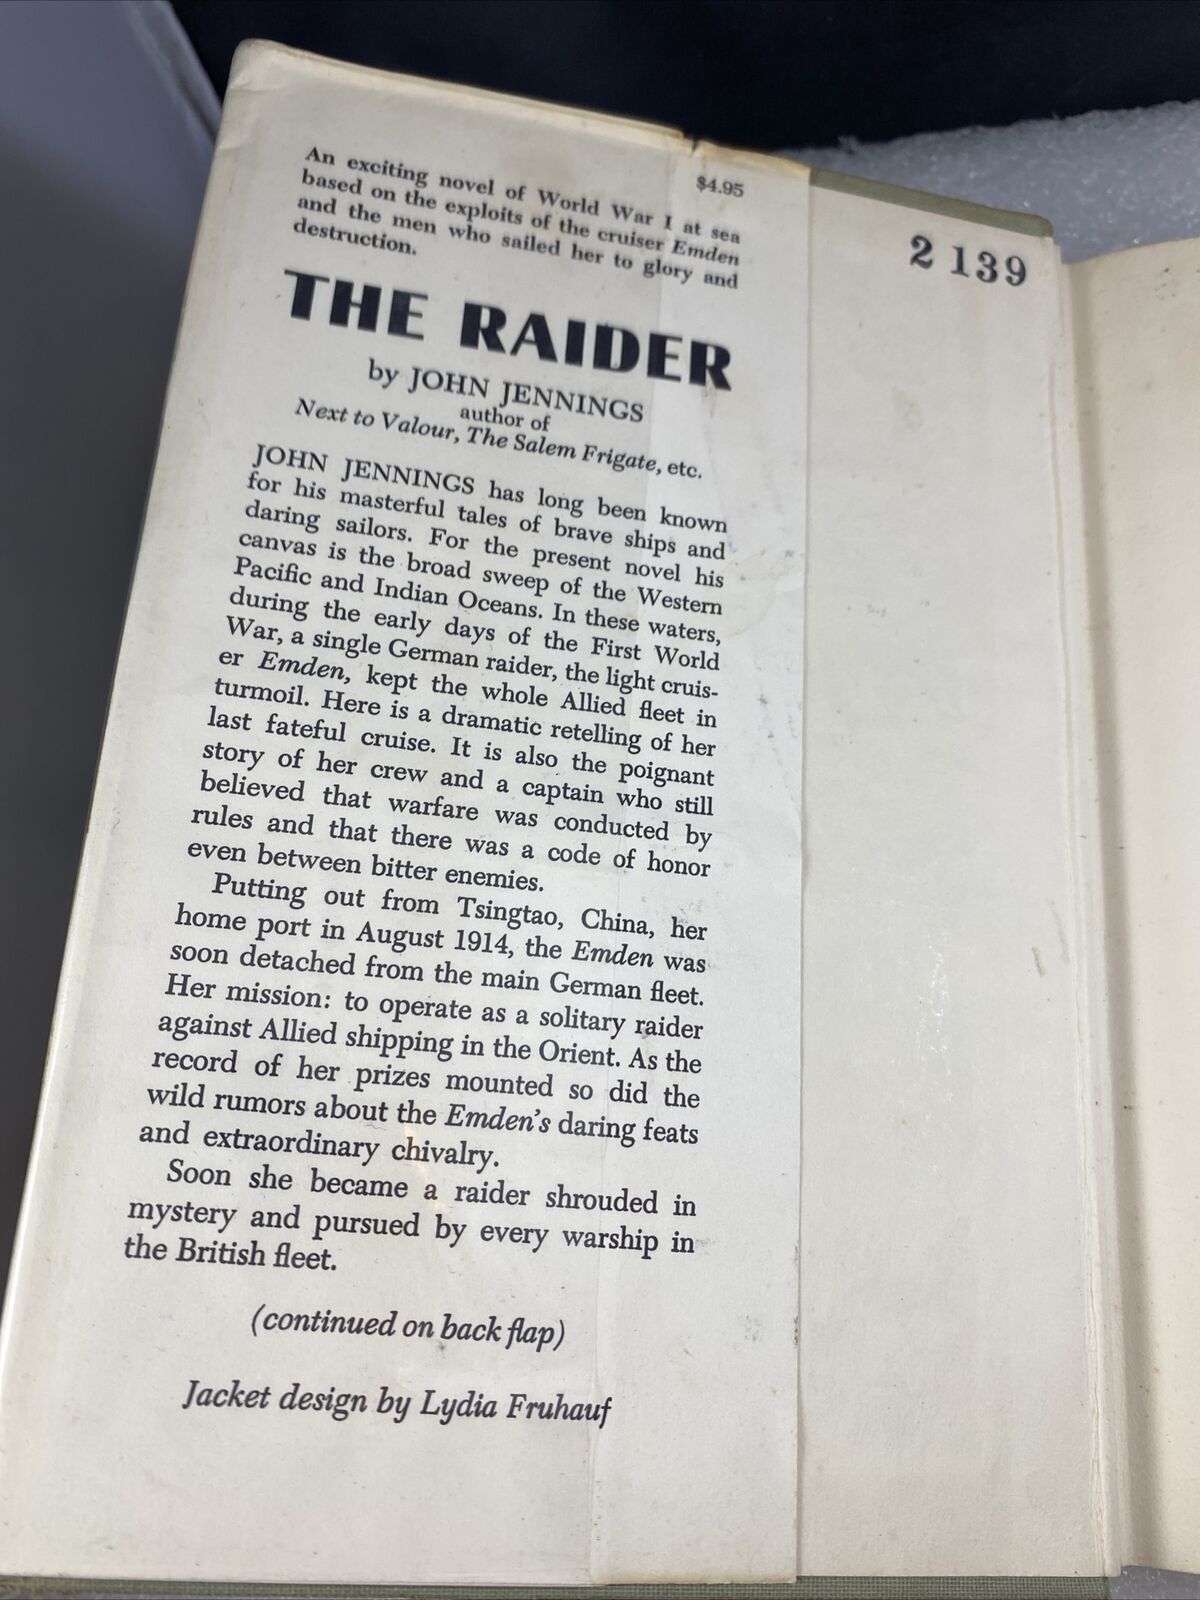 An exciting novel of World War I at sea
based on the exploits of the cruiser Emden
and the men who sailed her to glory and
destruction.
$4.95
2 139
THE RAIDER
by JOHN JENNINGS
author of
Next to Valour, The Salem Frigate, etc.
JOHN JENNINGS has long been known
for his masterful tales of brave ships and
daring sailors. For the present novel his
canvas is the broad sweep of the Western
Pacific and Indian Oceans. In these waters,
during the early days of the First World
War, a single German raider, the light cruis-
er Emden, kept the whole Allied fleet in
turmoil. Here is a dramatic retelling of her
last fateful cruise. It is also the poignant
story of her crew and a captain who still
believed that warfare was conducted by
rules and that there was a code of honor
even between bitter enemies.
Putting out from Tsingtao, China, her
home port in August 1914, the Emden was
soon detached from the main German fleet.
Her mission: to operate as a solitary raider
against Allied shipping in the Orient. As the
record of her prizes mounted so did the
wild rumors about the Emden's daring feats
and extraordinary chivalry.
Soon she became a raider shrouded in
mystery and pursued by every warship in
the British fleet.
(continued on back flap)
Jacket design by Lydia Fruhauf